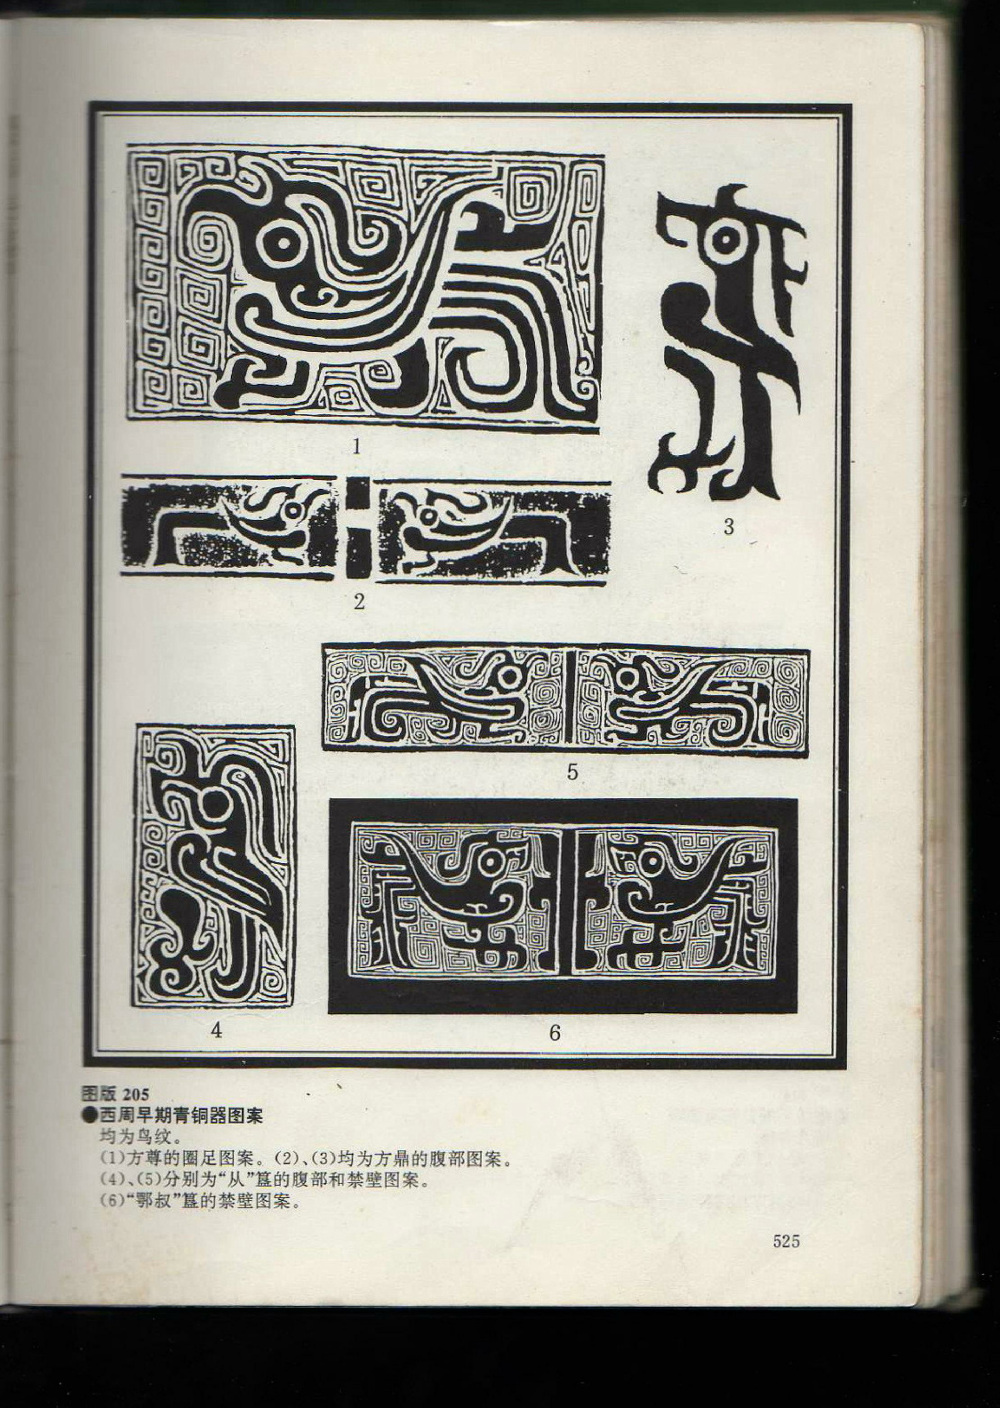 1
2
3
4
5
6
图版 205
●西周早期青铜器图案
均为鸟纹。
(1)方尊的圈足图案。(2)、(3)均为方鼎的腹部图案。
(4)、(5)分别为“从”簋的腹部和禁壁图案。
(6)“鄂叔”簋的禁壁图案。
525